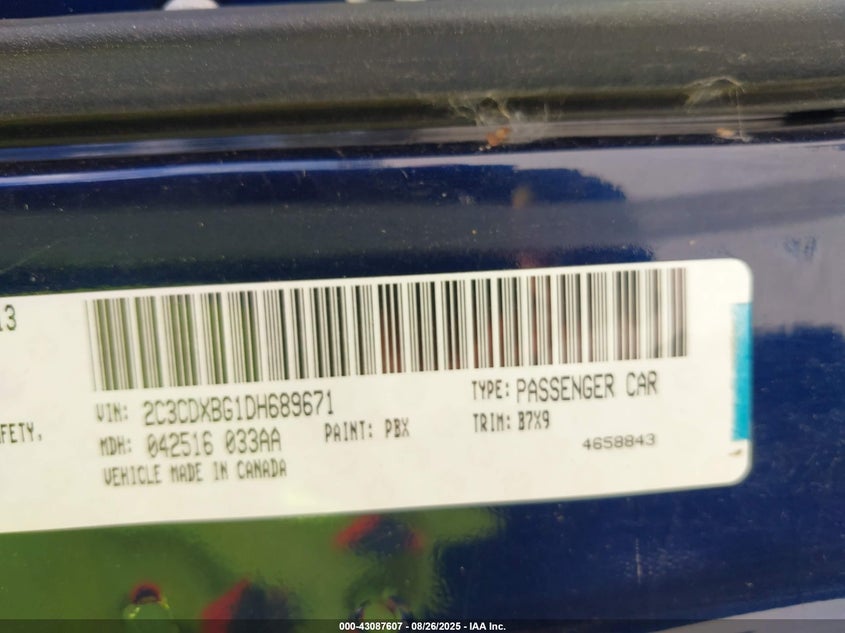 13
FETY,
VIN: 2C3CDXBG1DH689671
TYPE: PASSENGER CAR
MDH: 042516 033AA
PAINT: PBX
TRIM: B7X9
VEHICLE MADE IN CANADA
4658843
000-43087607 - 08/26/2025 - IAA Inc.